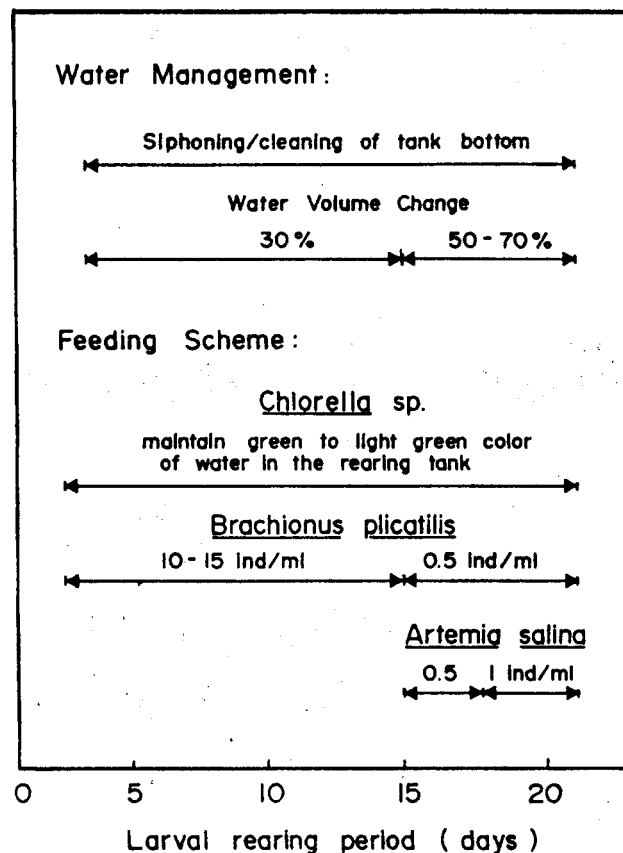 Water Management:
Siphoning/cleaning of tank bottom
Water Volume Change
30% 50-70%
Feeding Scheme:
Chlorella sp.
maintain green to light green color
of water in the rearing tank
Brachionus plicatilis
10-15 ind/ml 0.5 ind/ml
Artemia salina
0.5 1 ind/ml
0 5 10 15 20
Larval rearing period (days)